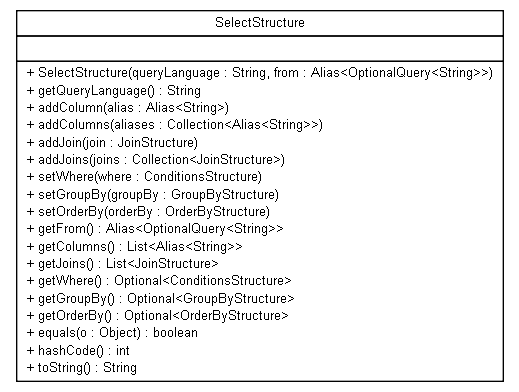 SelectStructure
+ SelectStructure(queryLanguage : String, from : Alias<OptionalQuery<String>>)
+ getQueryLanguage() : String
+ addColumn(alias : Alias<String>)
+ addColumns(aliases : Collection<Alias<String>>)
+ addJoin(join : JoinStructure)
+ addJoins(joins : Collection<JoinStructure>)
+ setWhere(where : ConditionsStructure)
+ setGroupBy(groupBy : GroupByStructure)
+ setOrderBy(orderBy : OrderByStructure)
+ getFrom() : Alias<OptionalQuery<String>>
+ getColumns() : List<Alias<String>>
+ getJoins() : List<JoinStructure>
+ getWhere() : Optional<ConditionsStructure>
+ getGroupBy() : Optional<GroupByStructure>
+ getOrderBy() : Optional<OrderByStructure>
+ equals(o : Object) : boolean
+ hashCode() : int
+ toString() : String